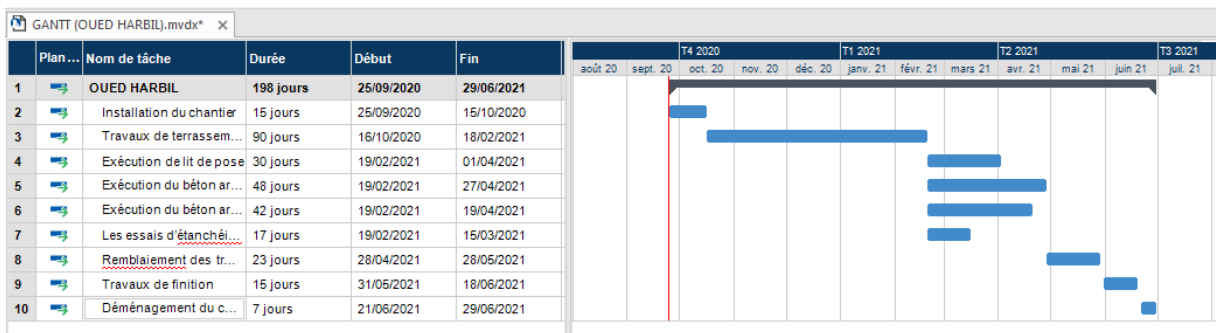 GANTT (OUED HARBIL).mvdx* ×
Plan ... Nom de tâche Durée Début Fin
T4 2020 T1 2021 T2 2021 T3 2021
août 20 sept. 20 oct. 20 nov. 20 déc. 20 janv. 21 févr. 21 mars 21 avr. 21 mai 21 juin 21 juil. 21
1 OUED HARBIL 198 jours 25/09/2020 29/06/2021
2 Installation du chantier 15 jours 25/09/2020 15/10/2020
3 Travaux de terrassem... 90 jours 16/10/2020 18/02/2021
4 Exécution de lit de pose 30 jours 19/02/2021 01/04/2021
5 Exécution du béton ar... 48 jours 19/02/2021 27/04/2021
6 Exécution du béton ar... 42 jours 19/02/2021 19/04/2021
7 Les essais d'étanchéi... 17 jours 19/02/2021 15/03/2021
8 Remblaiement des tr... 23 jours 28/04/2021 28/05/2021
9 Travaux de finition 15 jours 31/05/2021 18/06/2021
10 Déménagement du c... 7 jours 21/06/2021 29/06/2021